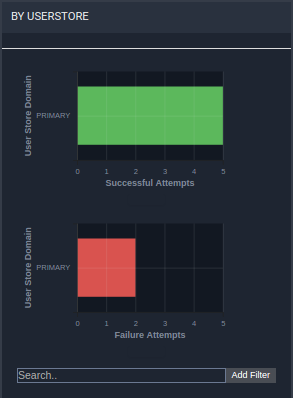 BY USERSTORE
User Store Domain
PRIMARY
0 1 2 3 4 5
Successful Attempts
User Store Domain
PRIMARY
0 1 2 3 4 5
Failure Attempts
Search.. Add Filter